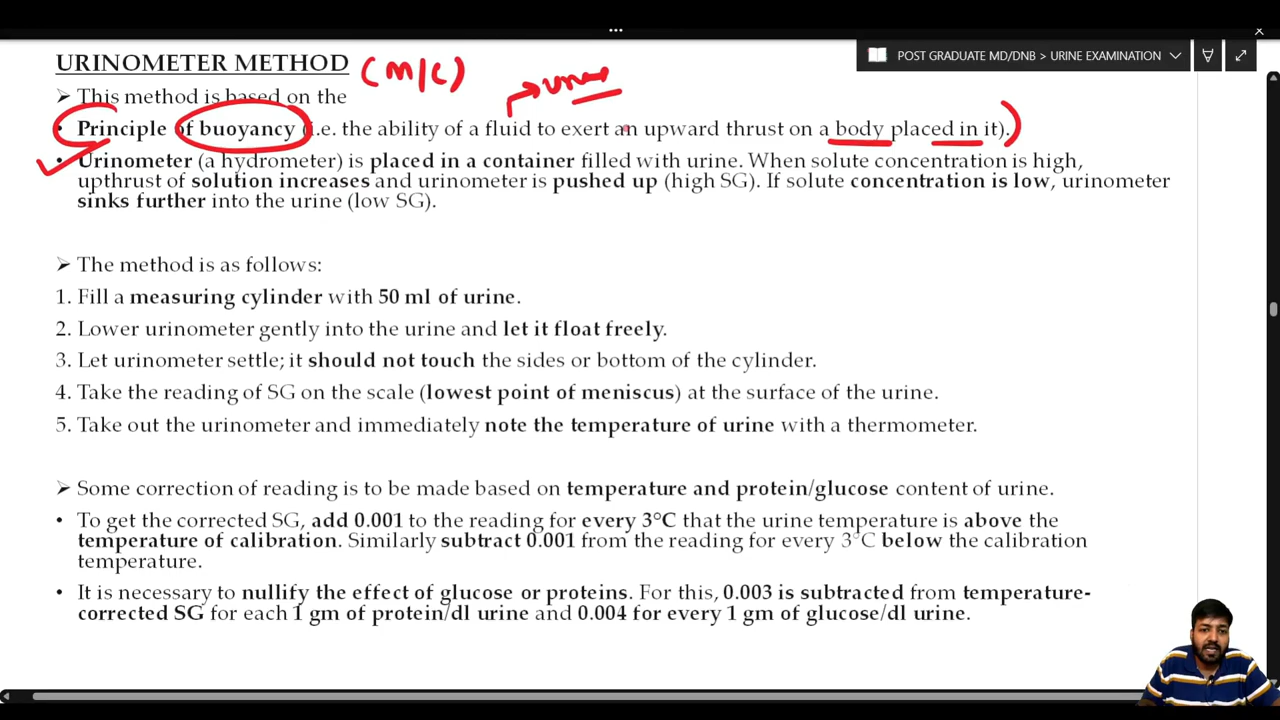 POST GRADUATE MD/DNB > URINE EXAMINATION
URINOMETER METHOD (M/C)
➤ This method is based on the
urine
• Principle of buoyancy (i.e. the ability of a fluid to exert an upward thrust on a body placed in it).
• Urinometer (a hydrometer) is placed in a container filled with urine. When solute concentration is high,
upthrust of solution increases and urinometer is pushed up (high SG). If solute concentration is low, urinometer
sinks further into the urine (low SG).
➤ The method is as follows:
1. Fill a measuring cylinder with 50 ml of urine.
2. Lower urinometer gently into the urine and let it float freely.
3. Let urinometer settle; it should not touch the sides or bottom of the cylinder.
4. Take the reading of SG on the scale (lowest point of meniscus) at the surface of the urine.
5. Take out the urinometer and immediately note the temperature of urine with a thermometer.
➤ Some correction of reading is to be made based on temperature and protein/glucose content of urine.
• To get the corrected SG, add 0.001 to the reading for every 3°C that the urine temperature is above the
temperature of calibration. Similarly subtract 0.001 from the reading for every 3°C below the calibration
temperature.
• It is necessary to nullify the effect of glucose or proteins. For this, 0.003 is subtracted from temperature-
corrected SG for each 1 gm of protein/dl urine and 0.004 for every 1 gm of glucose/dl urine.